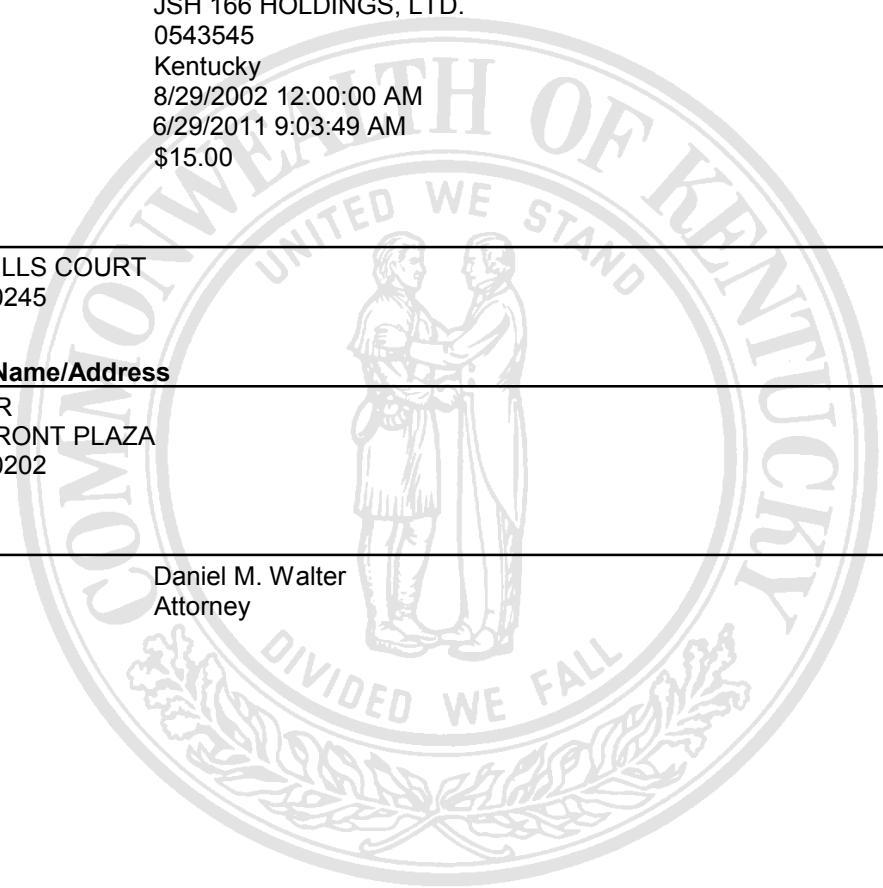 JSH 166 HOLDINGS, LTD.
0543545
Kentucky
8/29/2002 12:00:00 AM
6/29/2011 9:03:49 AM
$15.00
LLS COURT
0245
Name/Address
R
RONT PLAZA
0202
Daniel M. Walter
Attorney
COMMONWEALTH OF KENTUCKY
UNITED WE STAND
DIVIDED WE FALL